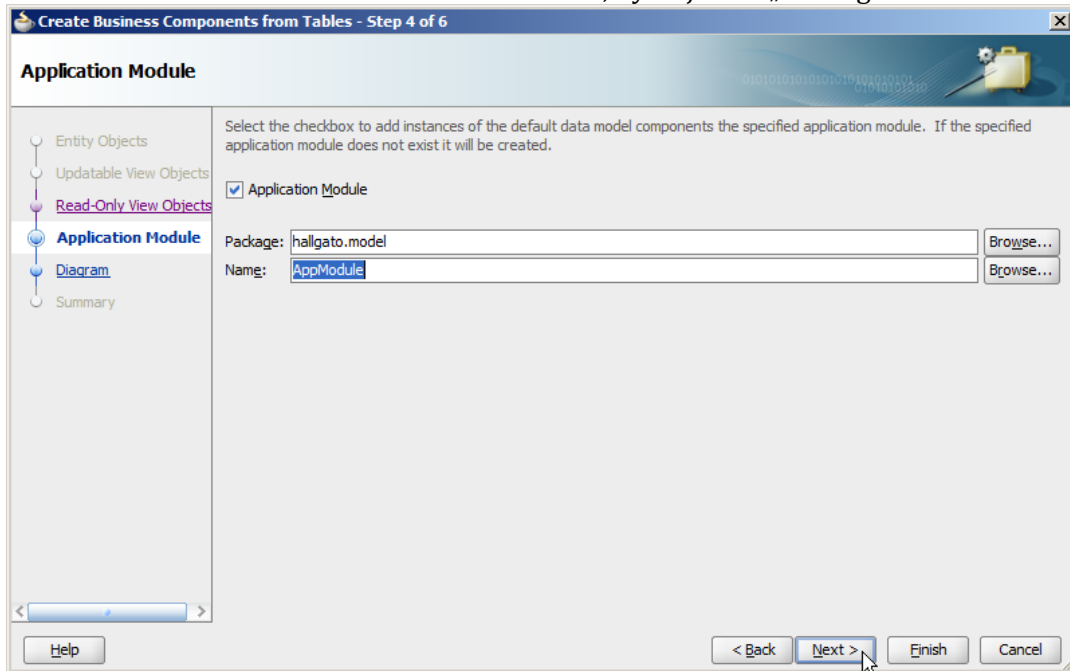 Create Business Components from Tables - Step 4 of 6
Application Module
Entity Objects
Updatable View Objects
Read-Only View Objects
Application Module
Diagram
Summary
Select the checkbox to add instances of the default data model components the specified application module. If the specified
application module does not exist it will be created.
Application Module
Package: hallgato.model Browse...
Name: AppModule Browse...
Help < Back Next > Finish Cancel